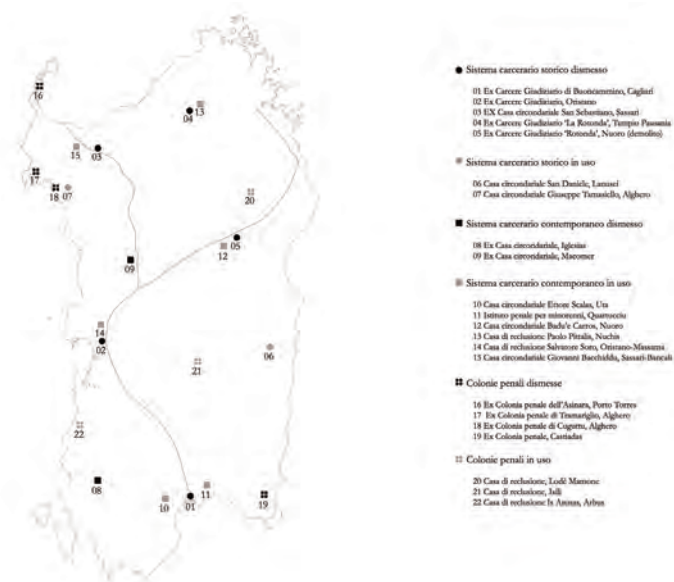 16
04
13
15
03
17
18
07
20
05
12
09
14
02
06
21
22
08
10
01
11
19
Sistema carcerario storico dismesso
01 Ex Carcere Giudiziario di Buoncammino, Cagliari
02 Ex Carcere Giudiziario, Oristano
03 EX Casa circondariale San Sebastiano, Sassari
04 Ex Carcere Giudiziario 'La Rotonda', Tempio Pausania
05 Ex Carcere Giudiziario 'Rotonda', Nuoro (demolito)
Sistema carcerario storico in uso
06 Casa circondariale San Daniele, Lanusei
07 Casa circondariale Giuseppe Tomasiello, Alghero
Sistema carcerario contemporaneo dismesso
08 Ex Casa circondariale, Iglesias
09 Ex Casa circondariale, Macomer
Sistema carcerario contemporaneo in uso
10 Casa circondariale Ettore Scalas, Uta
11 Istituto penale per minorenni, Quartucciu
12 Casa circondariale Badu'e Carros, Nuoro
13 Casa di reclusione Paolo Pittalis, Nuchis
14 Casa di reclusione Salvatore Soro, Oristano-Massama
15 Casa circondariale Giovanni Bacchiddu, Sassari-Bancali
Colonie penali dismesse
16 Ex Colonia penale dell'Asinara, Porto Torres
17 Ex Colonia penale di Tramariglio, Alghero
18 Ex Colonia penale di Cuguttu, Alghero
19 Ex Colonia penale, Castiadas
Colonie penali in uso
20 Casa di reclusione, Lodè Mamone
21 Casa di reclusione, Isili
22 Casa di reclusione Is Arenas, Arbus